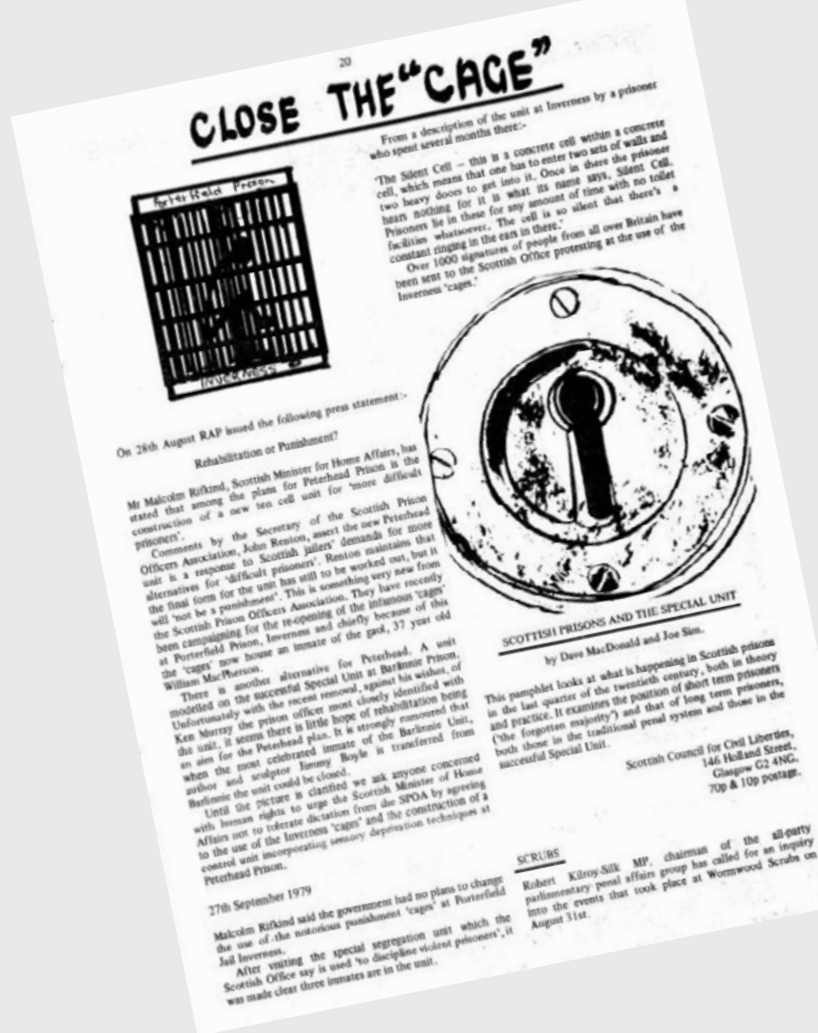 20
CLOSE THE "CAGE"
Porterfield Prison
INVERNESS
On 28th August RAP issued the following press statement:-
Rehabilitation or Punishment?
Mr Malcolm Rifkind, Scottish Minister for Home Affairs, has
stated that among the plans for Peterhead Prison is the
construction of a new ten cell unit for 'more difficult
prisoners'.
Comments by the Secretary of the Scottish Prison
Officers Association, John Renton, assert the new Peterhead
unit is a response to Scottish jailers' demands for more
alternatives for 'difficult prisoners'. Renton maintains that
the final form for the unit has still to be worked out, but it
will 'not be a punishment'. This is something very new from
the Scottish Prison Officers Association. They have recently
been campaigning for the re-opening of the infamous 'cages'
at Porterfield Prison, Inverness and chiefly because of this
the 'cages' now house an inmate of the gaol, 37 year old
William MacPherson.
There is another alternative for Peterhead. A unit
modelled on the successful Special Unit at Barlinnie Prison.
Unfortunately with the recent removal, against his wishes, of
Ken Murray the prison officer most closely identified with
the unit, it seems there is little hope of rehabilitation being
an aim for the Peterhead plan. It is strongly rumoured that
when the most celebrated inmate of the Barlinnie Unit,
author and sculptor Jimmy Boyle is transferred from
Barlinnie the unit could be closed.
Until the picture is clarified we ask anyone concerned
with human rights to urge the Scottish Minister of Home
Affairs not to tolerate dictation from the SPOA by agreeing
to the use of the Inverness 'cages' and the construction of a
control unit incorporating sensory deprivation techniques at
Peterhead Prison.
27th September 1979
Malcolm Rifkind said the government had no plans to change
the use of the notorious punishment 'cages' at Porterfield
Jail Inverness.
After visiting the special segregation unit which the
Scottish Office say is used 'to discipline violent prisoners', it
was made clear three inmates are in the unit.
From a description of the unit at Inverness by a prisoner
who spent several months there:-
'The Silent Cell – this is a concrete cell within a concrete
cell, which means that one has to enter two sets of walls and
two heavy doors to get into it. Once in there the prisoner
hears nothing for it is what its name says, Silent Cell.
Prisoners lie in these for any amount of time with no toilet
facilities whatsoever. The cell is so silent that there's a
constant ringing in the ears in there.'
Over 1000 signatures of people from all over Britain have
been sent to the Scottish Office protesting at the use of the
Inverness 'cages.'
SCOTTISH PRISONS AND THE SPECIAL UNIT
by Dave MacDonald and Joe Sim.
This pamphlet looks at what is happening in Scottish prisons
in the last quarter of the twentieth century, both in theory
and practice. It examines the position of short term prisoners
('the forgotten majority') and that of long term prisoners,
both those in the traditional penal system and those in the
successful Special Unit.
Scottish Council for Civil Liberties,
146 Holland Street,
Glasgow G2 4NG.
70p & 10p postage.
SCRUBS
Robert Kilroy-Silk MP, chairman of the all-party
parliamentary penal affairs group has called for an inquiry
into the events that took place at Wormwood Scrubs on
August 31st.